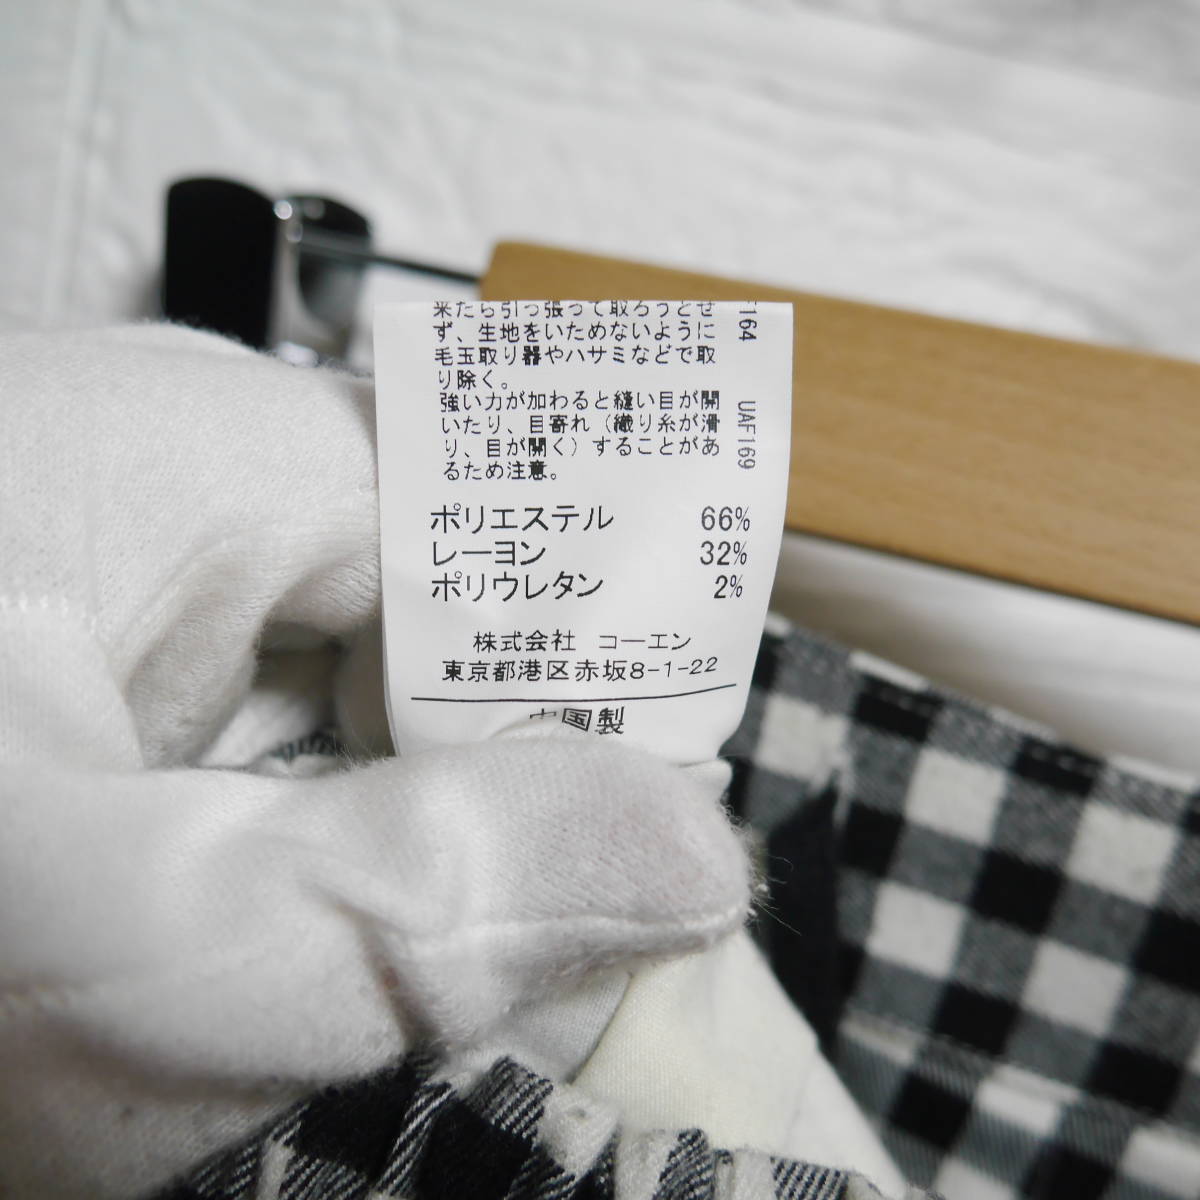 来たら引っ張って取ろうとせ
ず、生地をいためないように
毛玉取り器やハサミなどで取
り除く。
強い力が加わると縫い目が開
いたり、目寄れ（織り糸が滑
り、目が開く）することがあ
るため注意。
164
UAF169
ポリエステル 66%
レーヨン 32%
ポリウレタン 2%
株式会社 コーエン
東京都港区赤坂8-1-22
中国製